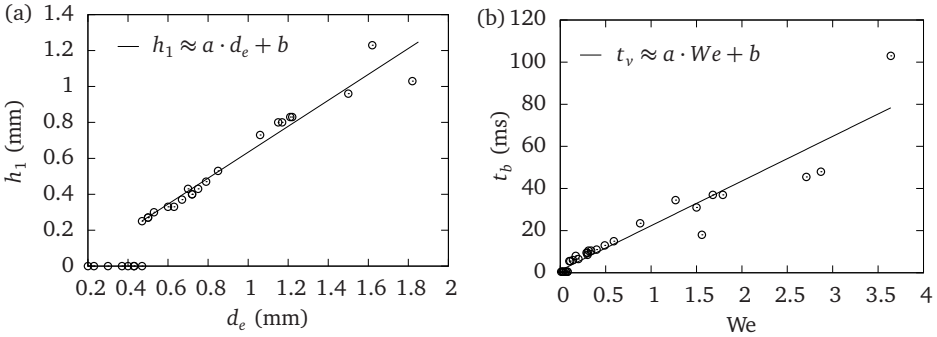 (a)
1.4
1.2
1
0.8
0.6
0.4
0.2
0
h₁ (mm)
— h₁ ≈ a · dₑ + b
0.2 0.4 0.6 0.8 1 1.2 1.4 1.6 1.8 2
dₑ (mm)
(b)
120
100
80
60
40
20
0
t_b (ms)
— t_v ≈ a · We + b
0 0.5 1 1.5 2 2.5 3 3.5 4
We